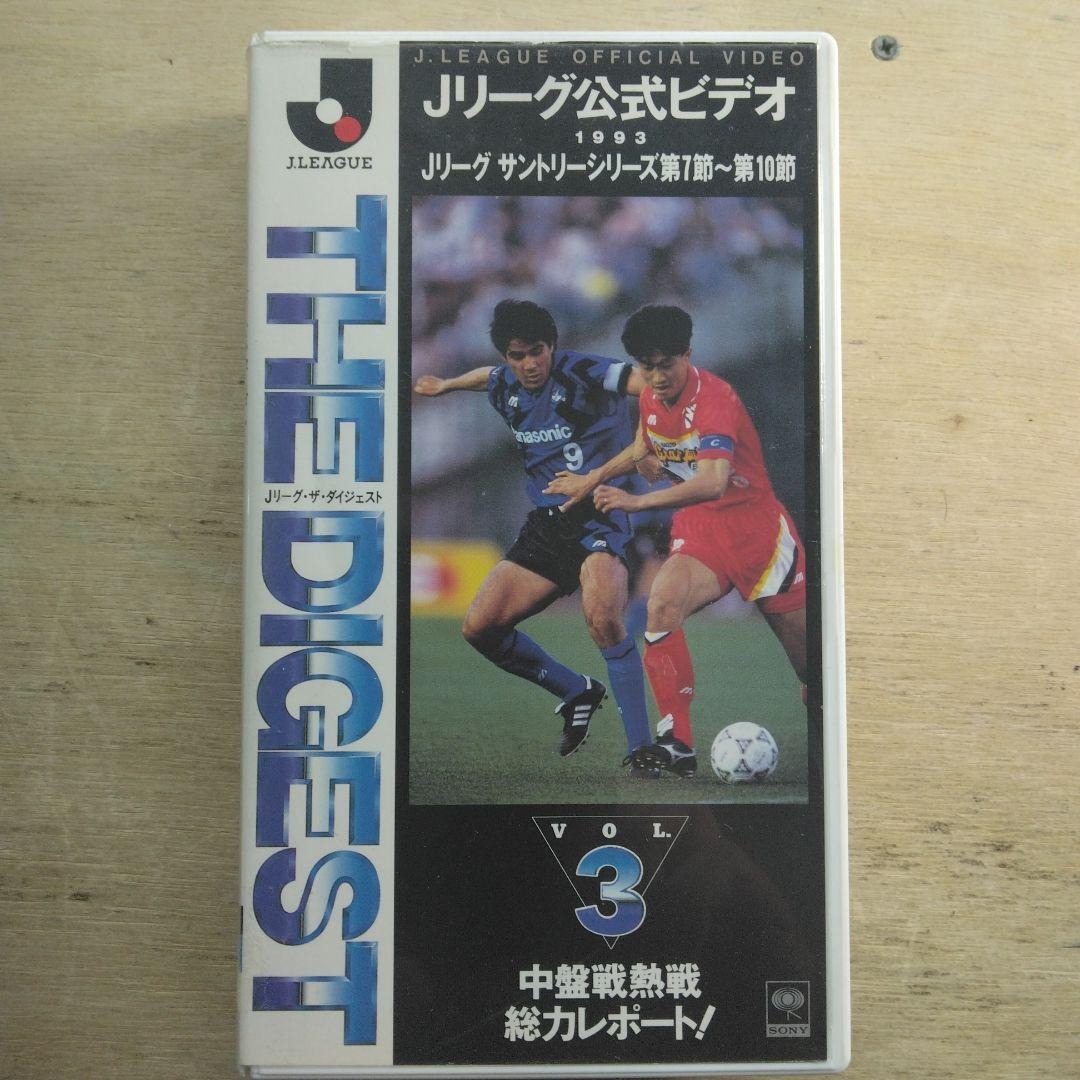 J.LEAGUE OFFICIAL VIDEO
Jリーグ公式ビデオ
1993
Jリーグ サントリーシリーズ第7節～第10節
J.LEAGUE
THE DIGEST
Jリーグ・ザ・ダイジェスト
Panasonic
9
C
VOL.
3
中盤戦熱戦
総力レポート!
SONY